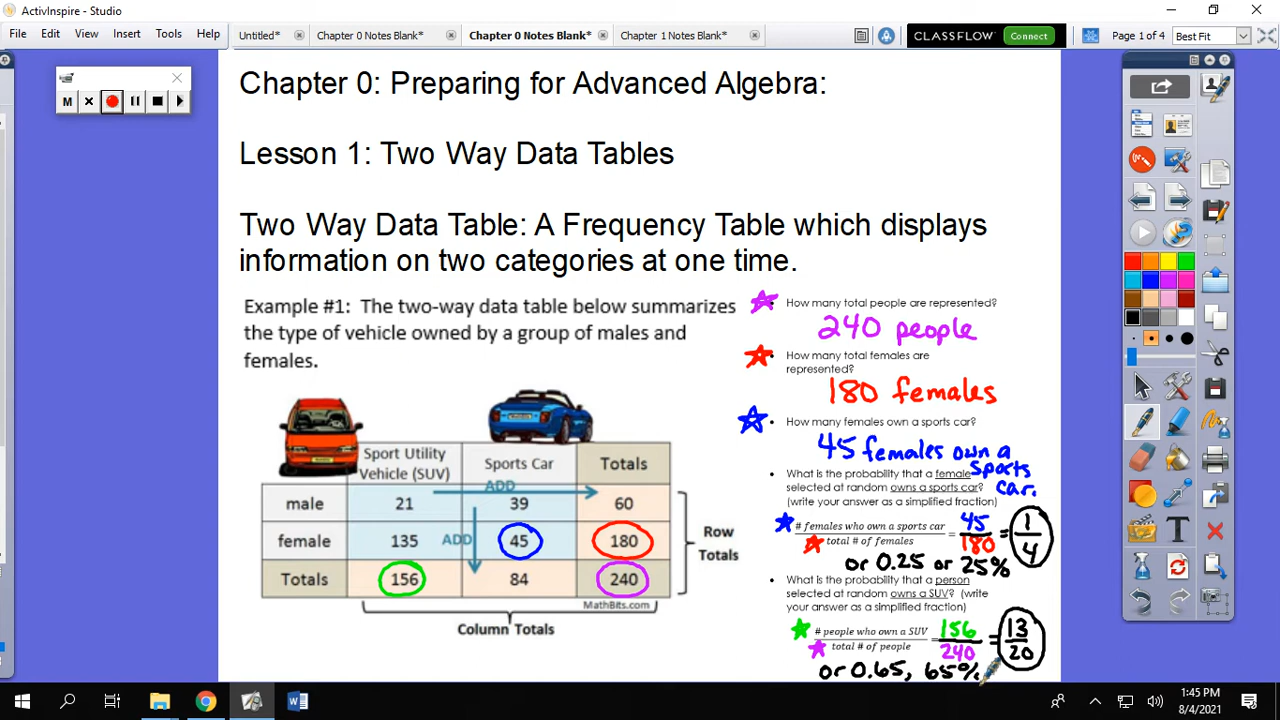 ActivInspire - Studio
File Edit View Insert Tools Help
Untitled* Chapter 0 Notes Blank* Chapter 0 Notes Blank* Chapter 1 Notes Blank*
CLASSFLOW Connect
Page 1 of 4 Best Fit
M
Chapter 0: Preparing for Advanced Algebra:
Lesson 1: Two Way Data Tables
Two Way Data Table: A Frequency Table which displays
information on two categories at one time.
Example #1: The two-way data table below summarizes
the type of vehicle owned by a group of males and
females.
Sport Utility
Vehicle (SUV) Sports Car Totals
ADD
male 21 39 60
female 135 ADD 45 180
Totals 156 84 240
Row
Totals
MathBits.com
Column Totals
• How many total people are represented?
240 people
• How many total females are
represented?
180 females
• How many females own a sports car?
45 females own a
sports
car.
• What is the probability that a female
selected at random owns a sports car?
(write your answer as a simplified fraction)
# females who own a sports car / total # of females = 45/180 = 1/4
or 0.25 or 25%
• What is the probability that a person
selected at random owns a SUV? (write
your answer as a simplified fraction)
# people who own a SUV / total # of people = 156/240 = 13/20
or 0.65, 65%
T
1:45 PM
8/4/2021